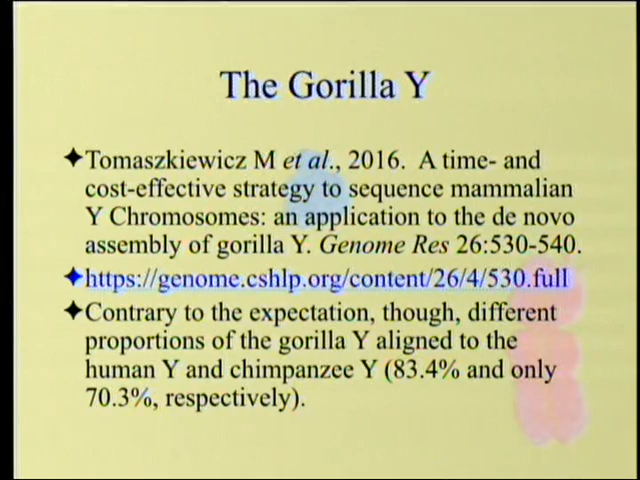 The Gorilla Y
Tomaszkiewicz M et al., 2016. A time- and
cost-effective strategy to sequence mammalian
Y Chromosomes: an application to the de novo
assembly of gorilla Y. Genome Res 26:530-540.
https://genome.cshlp.org/content/26/4/530.full
Contrary to the expectation, though, different
proportions of the gorilla Y aligned to the
human Y and chimpanzee Y (83.4% and only
70.3%, respectively).